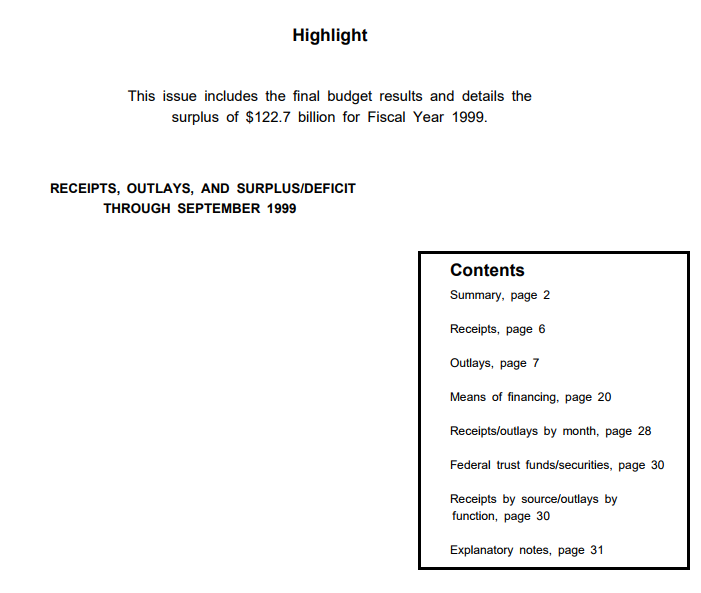 Highlight
This issue includes the final budget results and details the
surplus of $122.7 billion for Fiscal Year 1999.
RECEIPTS, OUTLAYS, AND SURPLUS/DEFICIT
THROUGH SEPTEMBER 1999
Contents
Summary, page 2
Receipts, page 6
Outlays, page 7
Means of financing, page 20
Receipts/outlays by month, page 28
Federal trust funds/securities, page 30
Receipts by source/outlays by
function, page 30
Explanatory notes, page 31